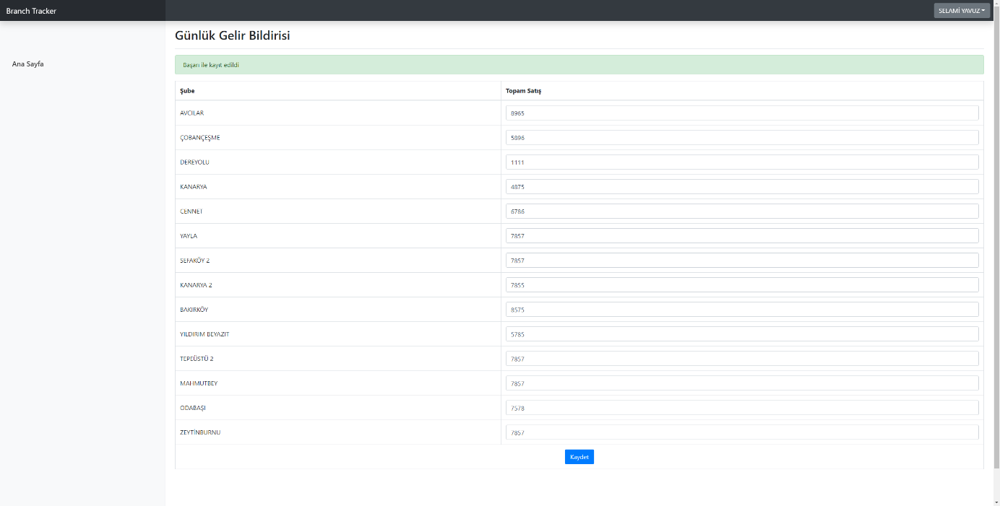 Branch Tracker
SELAMİ YAVUZ
Günlük Gelir Bildirisi
Ana Sayfa
Başarı ile kayıt edildi
Şube Topam Satış
AVCILAR 8965
ÇOBANÇEŞME 5896
DEREYOLU 1111
KANARYA 4875
CENNET 6786
YAYLA 7857
SEFAKÖY 2 7857
KANARYA 2 7855
BAKIRKÖY 8575
YILDIRIM BEYAZIT 5785
TEPEÜSTÜ 2 7857
MAHMUTBEY 7857
ODABAŞI 7578
ZEYTİNBURNU 7857
Kaydet